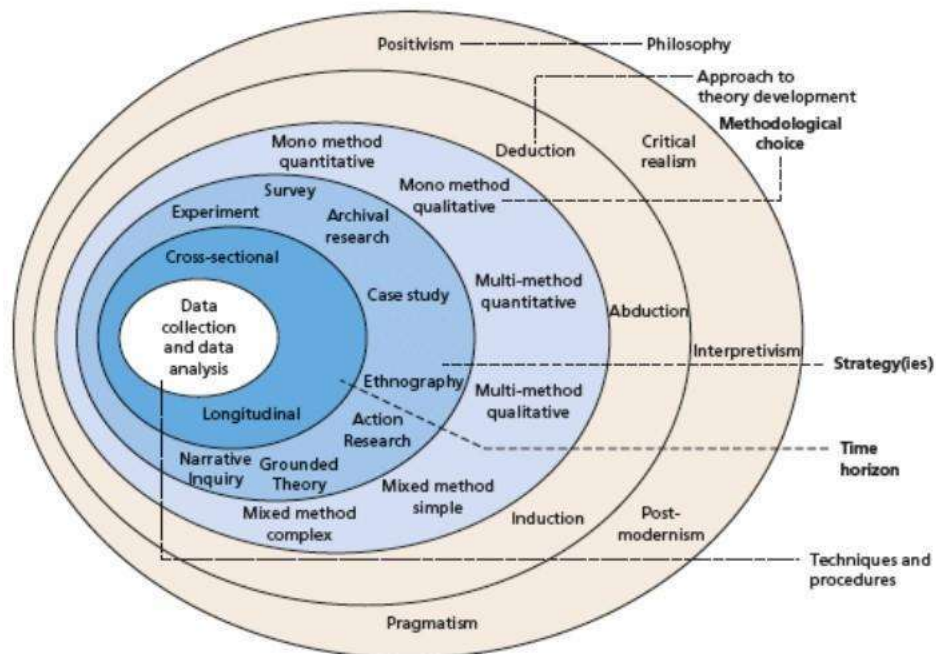 Positivism
Philosophy
Approach to
theory development
Methodological
choice
Mono method
quantitative
Deduction
Critical
realism
Mono method
qualitative
Survey
Experiment
Archival
research
Cross-sectional
Data
collection
and data
analysis
Case study
Multi-method
quantitative
Abduction
Interpretivism
Strategy(ies)
Ethnography
Multi-method
qualitative
Longitudinal
Action
Research
Time
horizon
Narrative
Inquiry
Grounded
Theory
Mixed method
simple
Mixed method
complex
Induction
Post-
modernism
Techniques and
procedures
Pragmatism